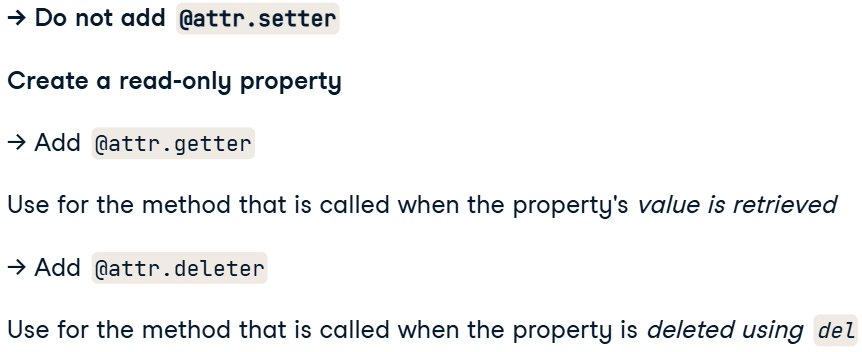 → Do not add @attr.setter
Create a read-only property
→ Add @attr.getter
Use for the method that is called when the property's value is retrieved
→ Add @attr.deleter
Use for the method that is called when the property is deleted using del